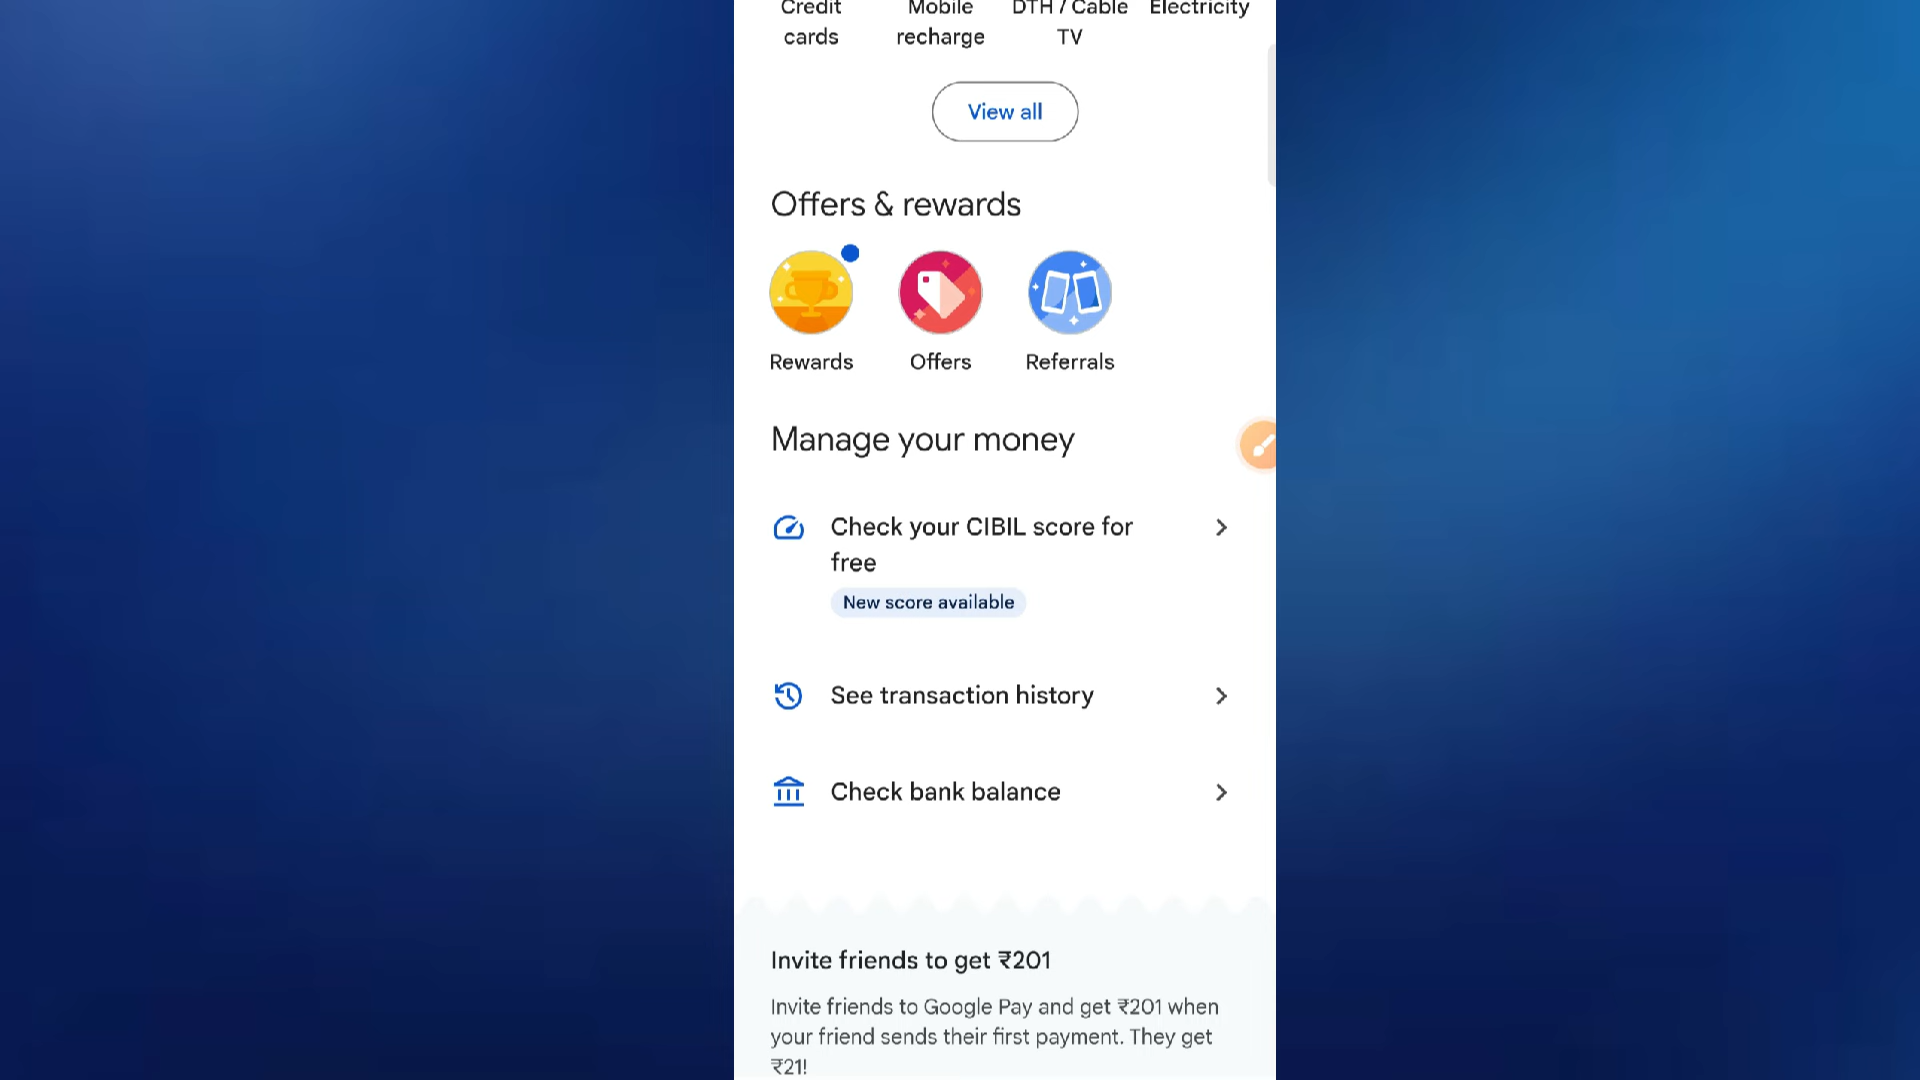 Credit Mobile DTH / Cable Electricity
cards recharge TV
View all
Offers & rewards
Rewards Offers Referrals
Manage your money
Check your CIBIL score for
free
New score available
See transaction history
Check bank balance
Invite friends to get ₹201
Invite friends to Google Pay and get ₹201 when
your friend sends their first payment. They get
₹21!